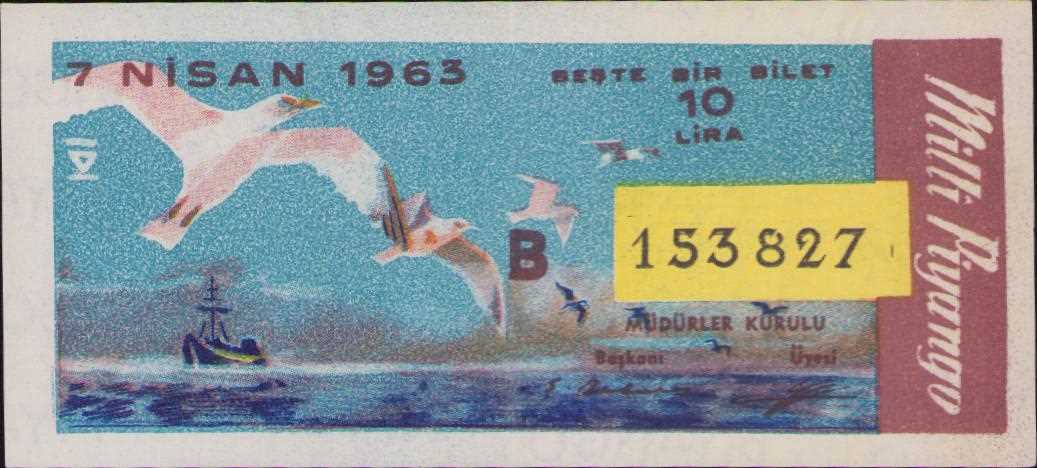 7 NİSAN 1963
BEŞTE BİR BİLET
10
LİRA
B
153827
MÜDÜRLER KURULU
Başkanı Üyesi
Milli Piyango